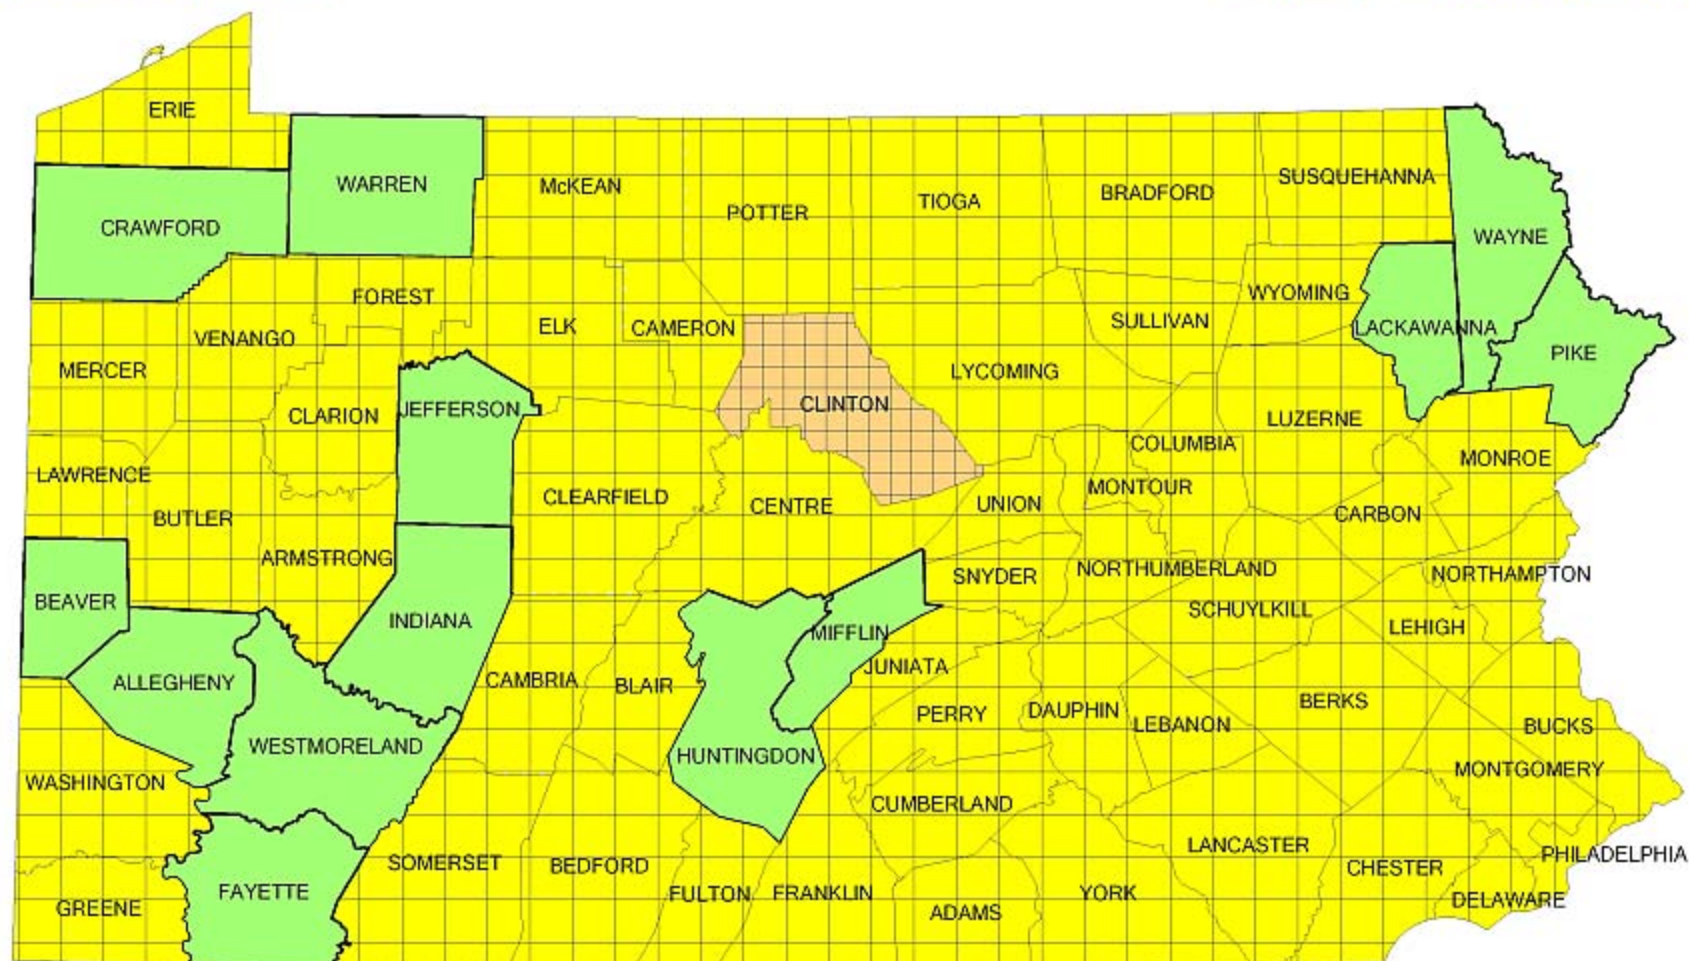 ERIE
WARREN
McKEAN
SUSQUEHANNA
BRADFORD
TIOGA
POTTER
CRAWFORD
WAYNE
FOREST
WYOMING
SULLIVAN
ELK
CAMERON
LACKAWANNA
VENANGO
PIKE
MERCER
LYCOMING
CLINTON
JEFFERSON
CLARION
LUZERNE
COLUMBIA
MONROE
LAWRENCE
MONTOUR
CLEARFIELD
CENTRE
UNION
CARBON
BUTLER
ARMSTRONG
NORTHUMBERLAND
NORTHAMPTON
SNYDER
BEAVER
SCHUYLKILL
INDIANA
LEHIGH
MIFFLIN
JUNIATA
CAMBRIA
ALLEGHENY
BLAIR
BERKS
DAUPHIN
PERRY
LEBANON
BUCKS
WESTMORELAND
HUNTINGDON
MONTGOMERY
WASHINGTON
CUMBERLAND
LANCASTER
PHILADELPHIA
SOMERSET
BEDFORD
CHESTER
FAYETTE
FULTON
FRANKLIN
YORK
DELAWARE
GREENE
ADAMS